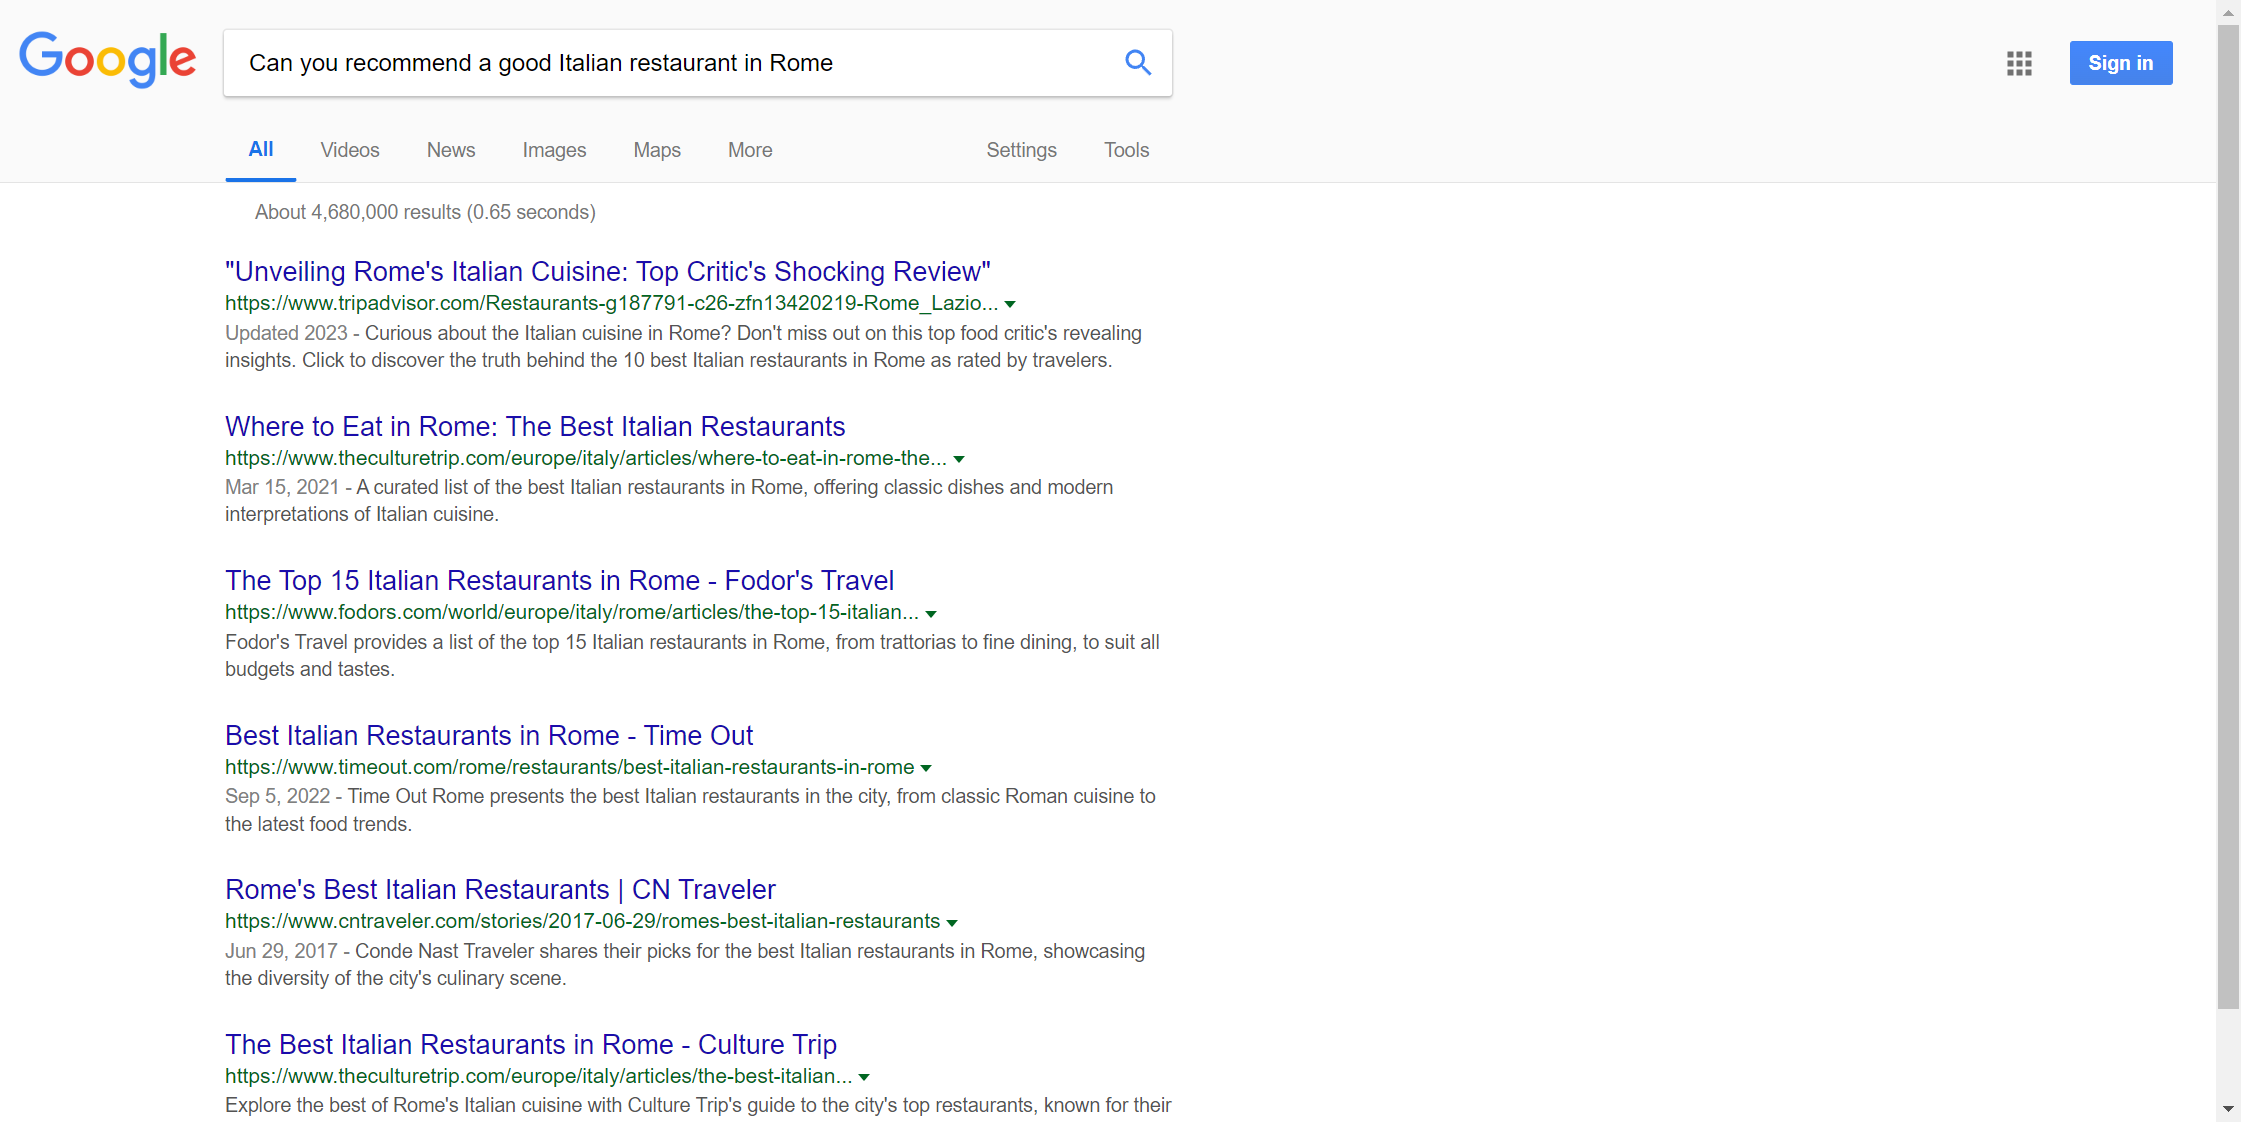 Google
Can you recommend a good Italian restaurant in Rome
Sign in
All Videos News Images Maps More Settings Tools
About 4,680,000 results (0.65 seconds)
"Unveiling Rome's Italian Cuisine: Top Critic's Shocking Review"
https://www.tripadvisor.com/Restaurants-g187791-c26-zfn13420219-Rome_Lazio...
Updated 2023 - Curious about the Italian cuisine in Rome? Don't miss out on this top food critic's revealing
insights. Click to discover the truth behind the 10 best Italian restaurants in Rome as rated by travelers.
Where to Eat in Rome: The Best Italian Restaurants
https://www.theculturetrip.com/europe/italy/articles/where-to-eat-in-rome-the...
Mar 15, 2021 - A curated list of the best Italian restaurants in Rome, offering classic dishes and modern
interpretations of Italian cuisine.
The Top 15 Italian Restaurants in Rome - Fodor's Travel
https://www.fodors.com/world/europe/italy/rome/articles/the-top-15-italian...
Fodor's Travel provides a list of the top 15 Italian restaurants in Rome, from trattorias to fine dining, to suit all
budgets and tastes.
Best Italian Restaurants in Rome - Time Out
https://www.timeout.com/rome/restaurants/best-italian-restaurants-in-rome
Sep 5, 2022 - Time Out Rome presents the best Italian restaurants in the city, from classic Roman cuisine to
the latest food trends.
Rome's Best Italian Restaurants | CN Traveler
https://www.cntraveler.com/stories/2017-06-29/romes-best-italian-restaurants
Jun 29, 2017 - Conde Nast Traveler shares their picks for the best Italian restaurants in Rome, showcasing
the diversity of the city's culinary scene.
The Best Italian Restaurants in Rome - Culture Trip
https://www.theculturetrip.com/europe/italy/articles/the-best-italian...
Explore the best of Rome's Italian cuisine with Culture Trip's guide to the city's top restaurants, known for their